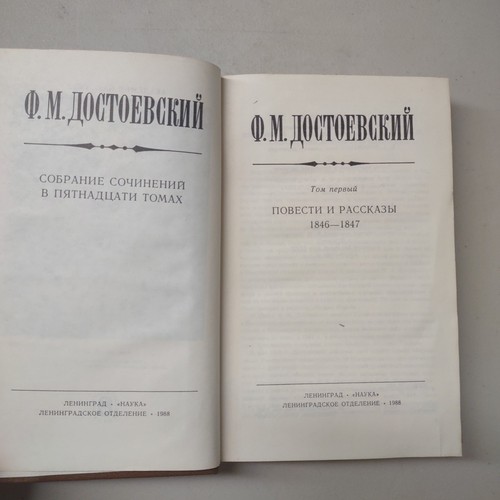 Ф. М. ДОСТОЕВСКИЙ
СОБРАНИЕ СОЧИНЕНИЙ
В ПЯТНАДЦАТИ ТОМАХ
ЛЕНИНГРАД • «НАУКА»
ЛЕНИНГРАДСКОЕ ОТДЕЛЕНИЕ • 1988
Ф. М. ДОСТОЕВСКИЙ
Том первый
ПОВЕСТИ И РАССКАЗЫ
1846—1847
ЛЕНИНГРАД • «НАУКА»
ЛЕНИНГРАДСКОЕ ОТДЕЛЕНИЕ • 1988